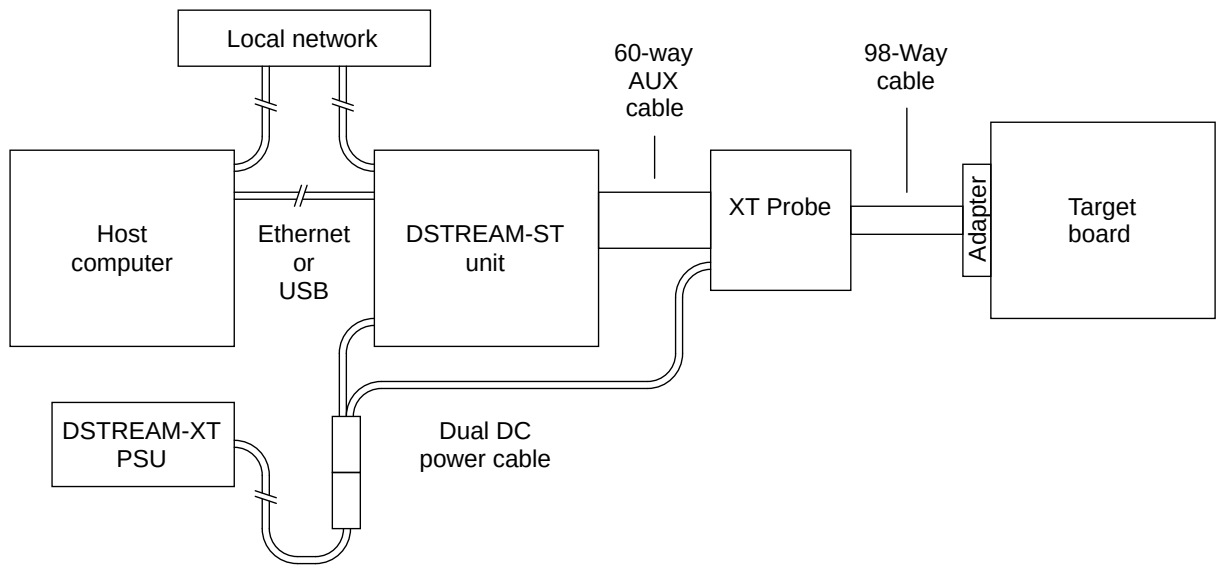 Local network
60-way
AUX
cable
98-Way
cable
Host
computer
Ethernet
or
USB
DSTREAM-ST
unit
XT Probe
Adapter
Target
board
DSTREAM-XT
PSU
Dual DC
power cable